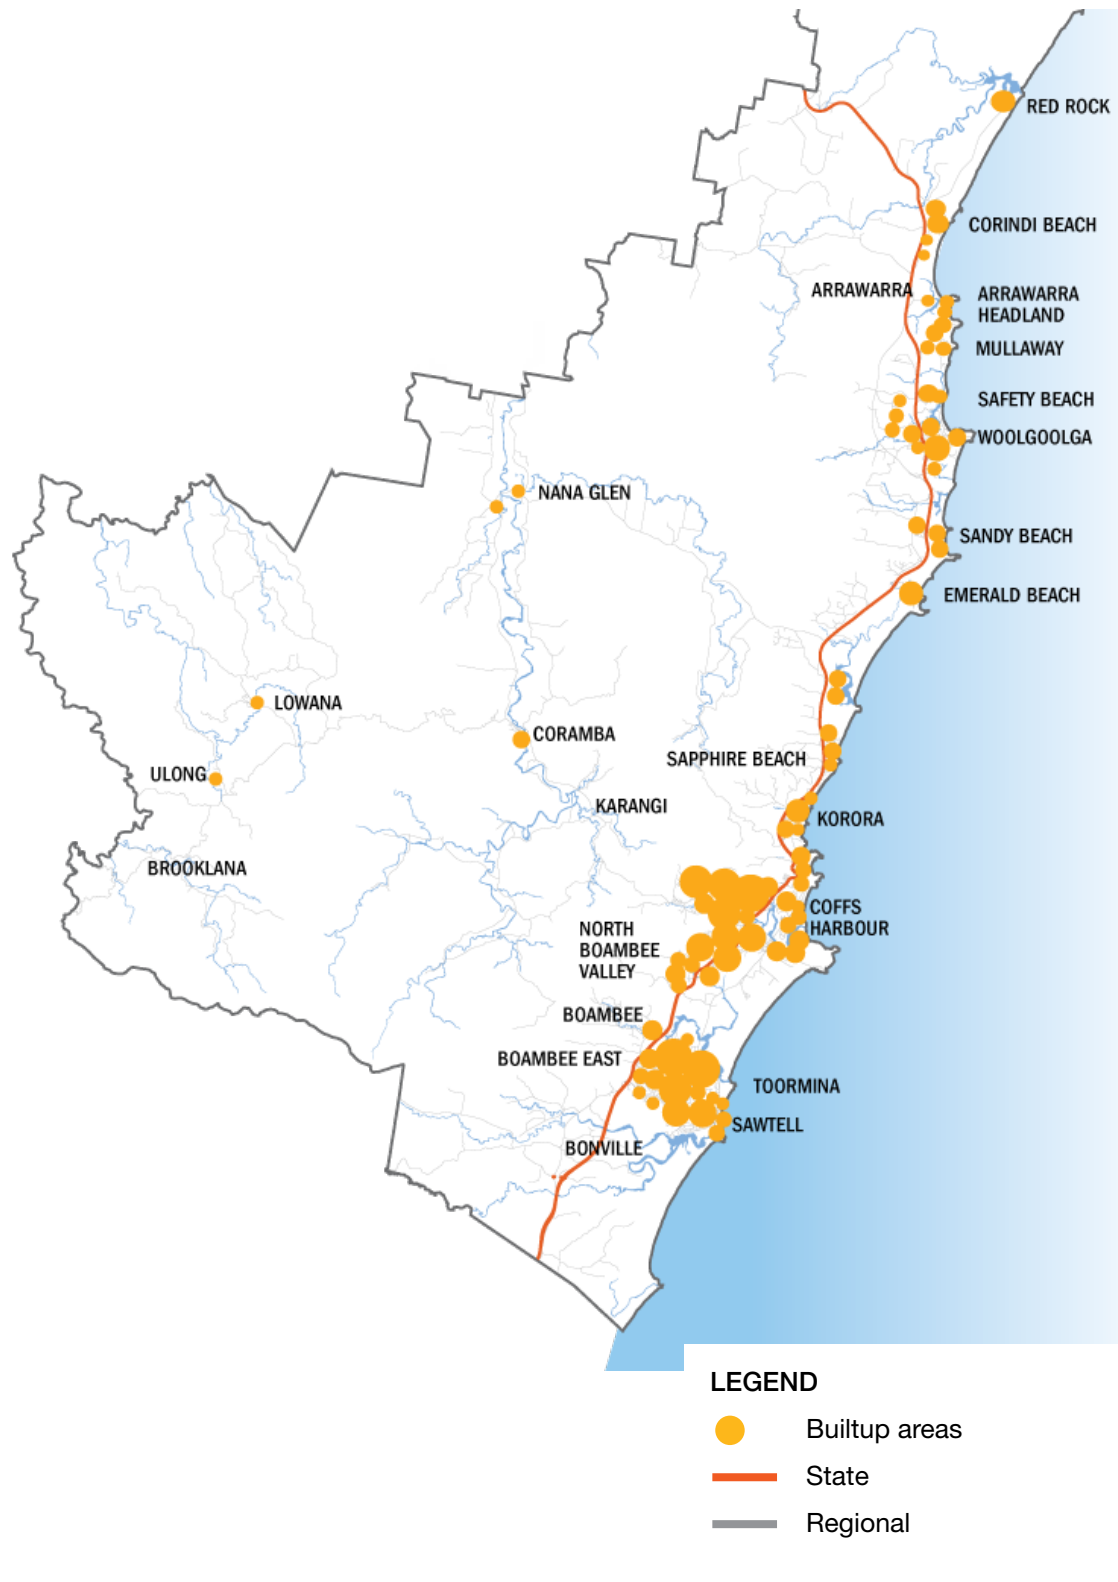 RED ROCK
CORINDI BEACH
ARRAWARRA
ARRAWARRA
HEADLAND
MULLAWAY
SAFETY BEACH
WOOLGOOLGA
NANA GLEN
SANDY BEACH
EMERALD BEACH
LOWANA
CORAMBA
SAPPHIRE BEACH
ULONG
KARANGI
KORORA
BROOKLANA
COFFS
HARBOUR
NORTH
BOAMBEE
VALLEY
BOAMBEE
BOAMBEE EAST
TOORMINA
SAWTELL
BONVILLE
LEGEND
Builtup areas
State
Regional